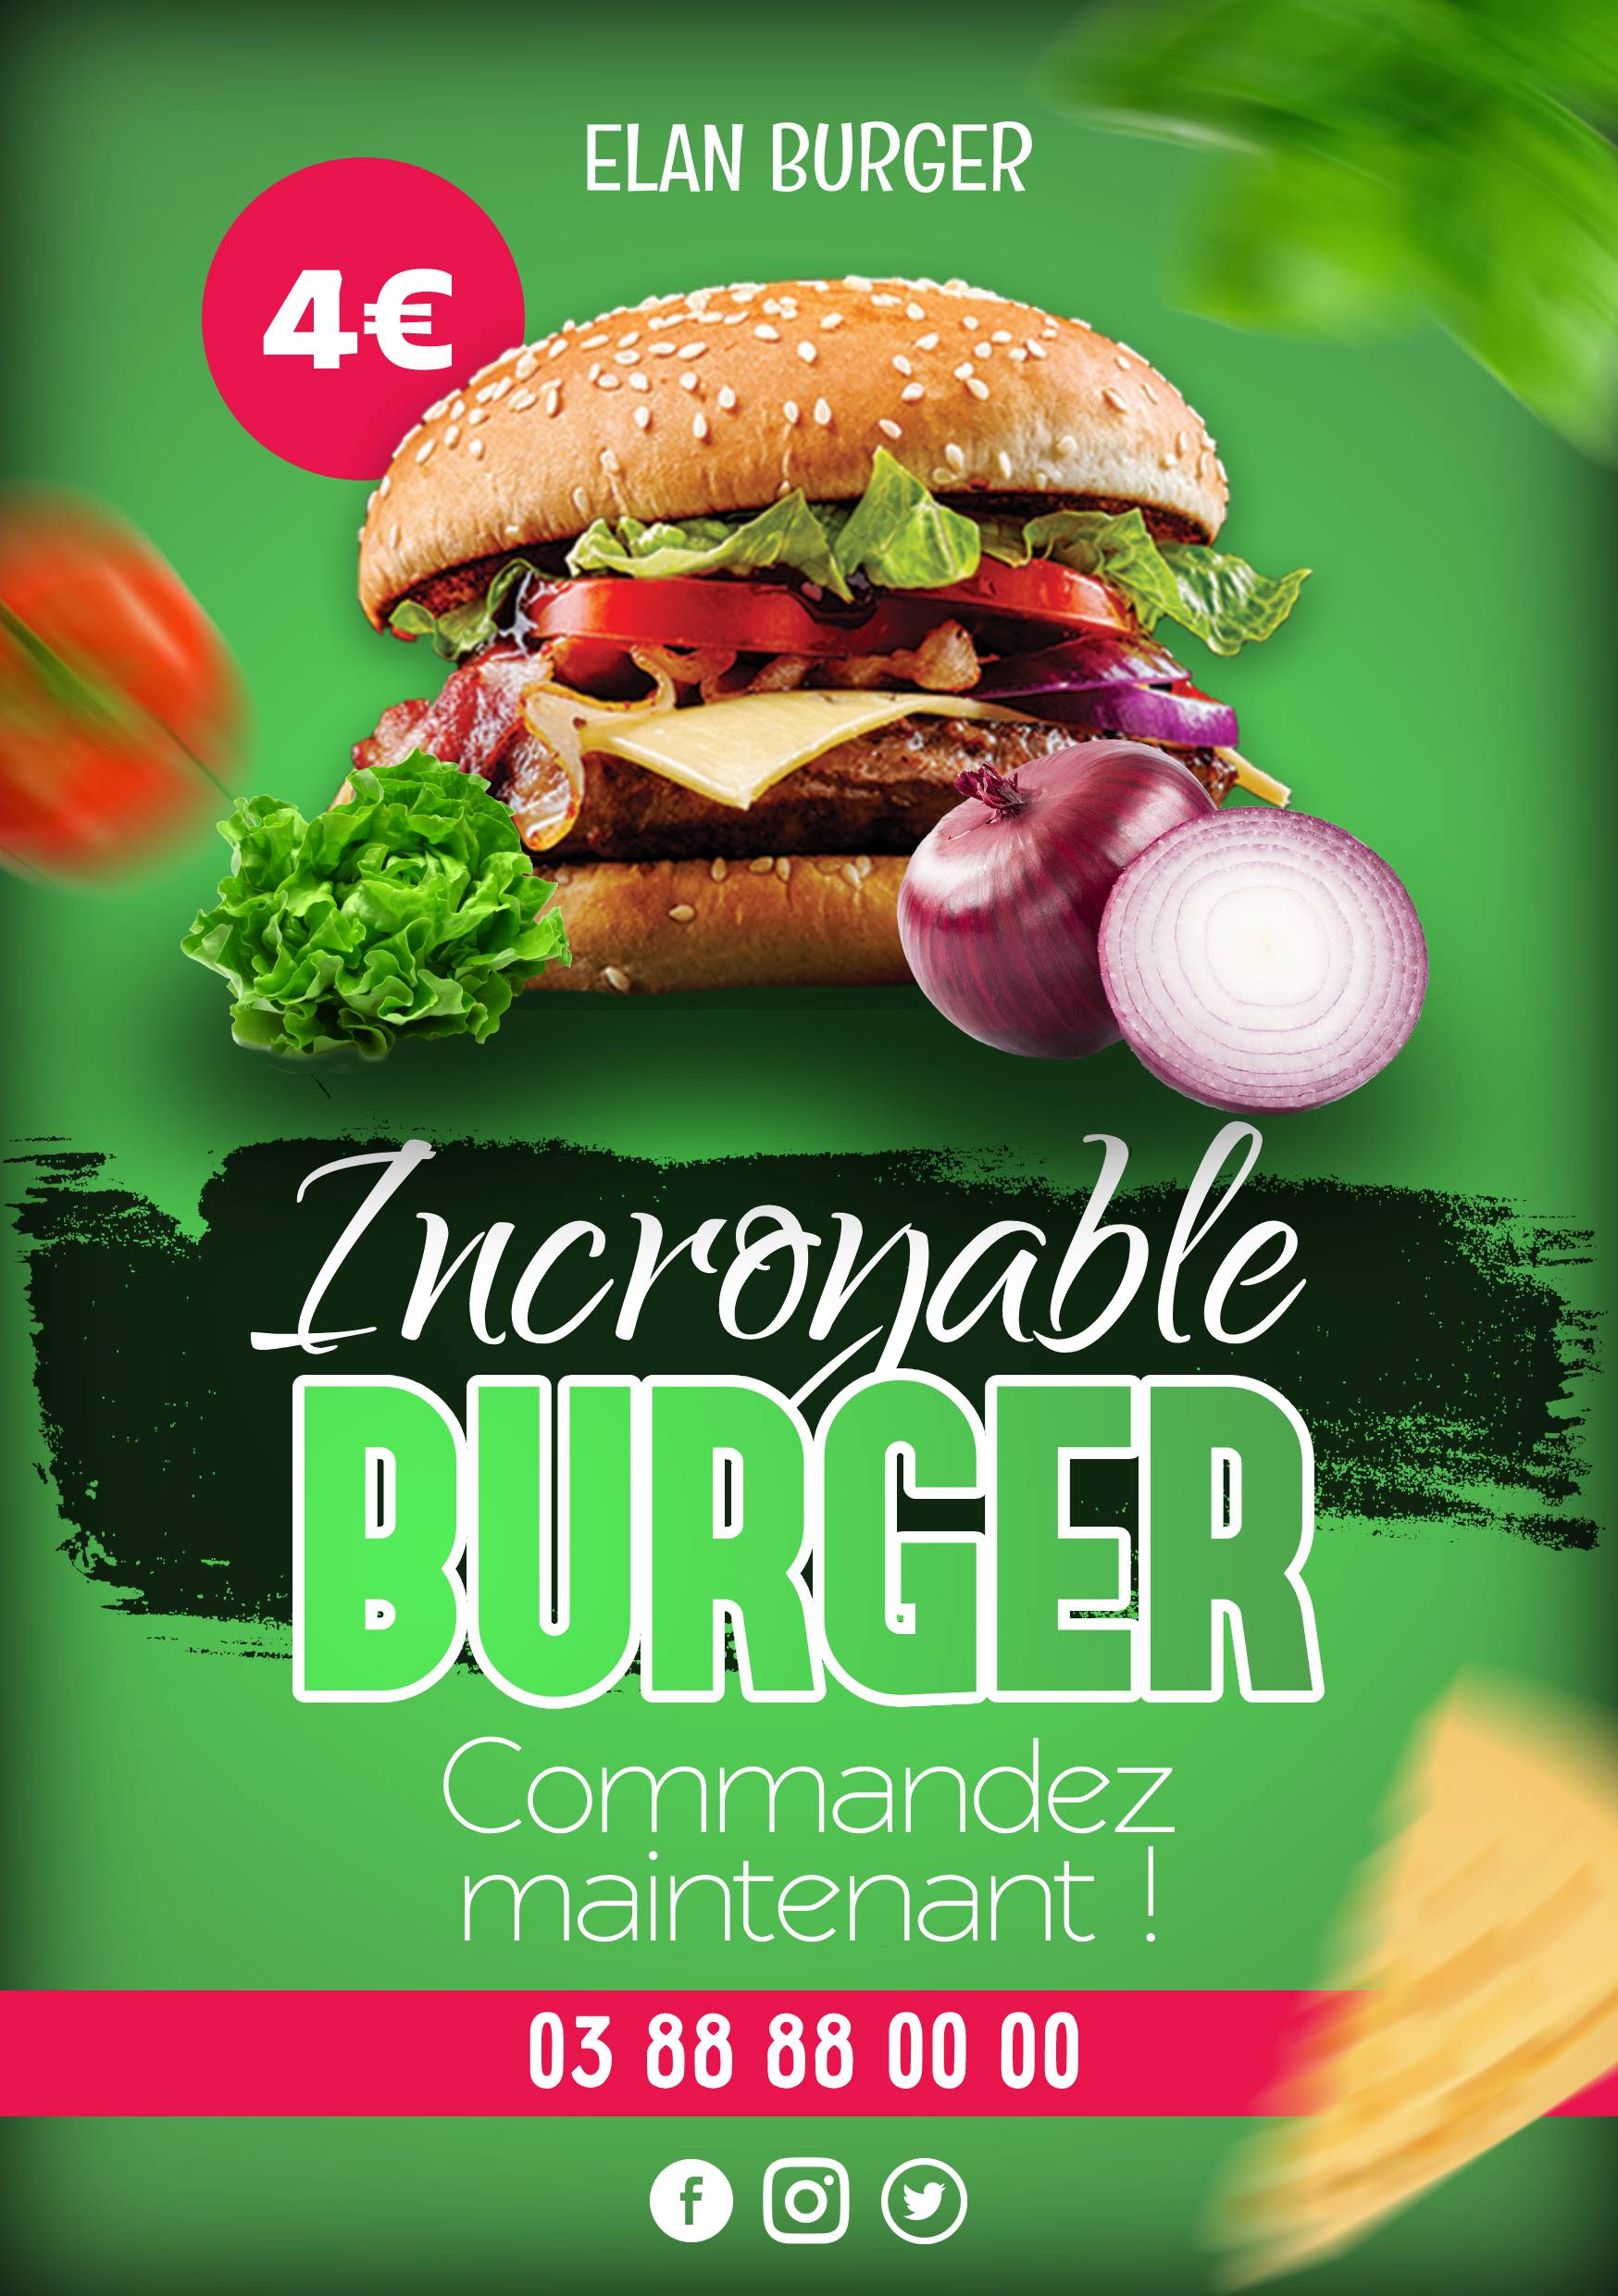 ELAN BURGER
4€
Incroyable
BURGER
Commandez
maintenant !
03 88 88 00 00